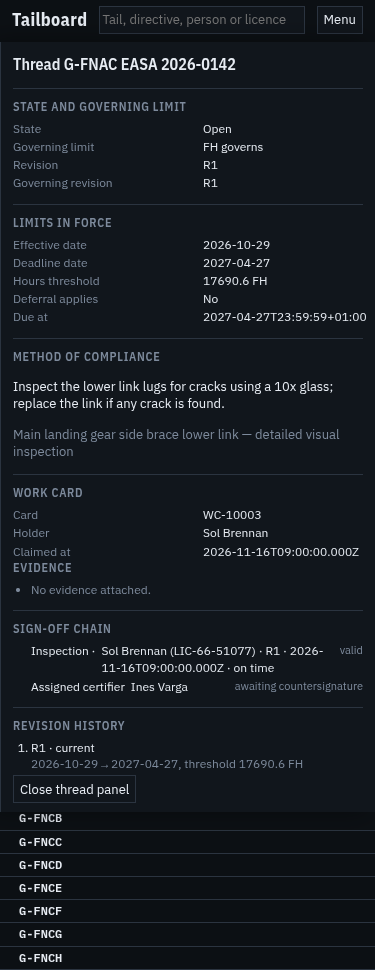 Tailboard Tail, directive, person or licence Menu
Thread G-FNAC EASA 2026-0142
STATE AND GOVERNING LIMIT
State Open
Governing limit FH governs
Revision R1
Governing revision R1
LIMITS IN FORCE
Effective date 2026-10-29
Deadline date 2027-04-27
Hours threshold 17690.6 FH
Deferral applies No
Due at 2027-04-27T23:59:59+01:00
METHOD OF COMPLIANCE
Inspect the lower link lugs for cracks using a 10x glass;
replace the link if any crack is found.
Main landing gear side brace lower link — detailed visual
inspection
WORK CARD
Card WC-10003
Holder Sol Brennan
Claimed at 2026-11-16T09:00:00.000Z
EVIDENCE
• No evidence attached.
SIGN-OFF CHAIN
Inspection · Sol Brennan (LIC-66-51077) · R1 · 2026- valid
11-16T09:00:00.000Z · on time
Assigned certifier Ines Varga awaiting countersignature
REVISION HISTORY
1. R1 · current
2026-10-29→2027-04-27, threshold 17690.6 FH
Close thread panel
G-FNCB
G-FNCC
G-FNCD
G-FNCE
G-FNCF
G-FNCG
G-FNCH